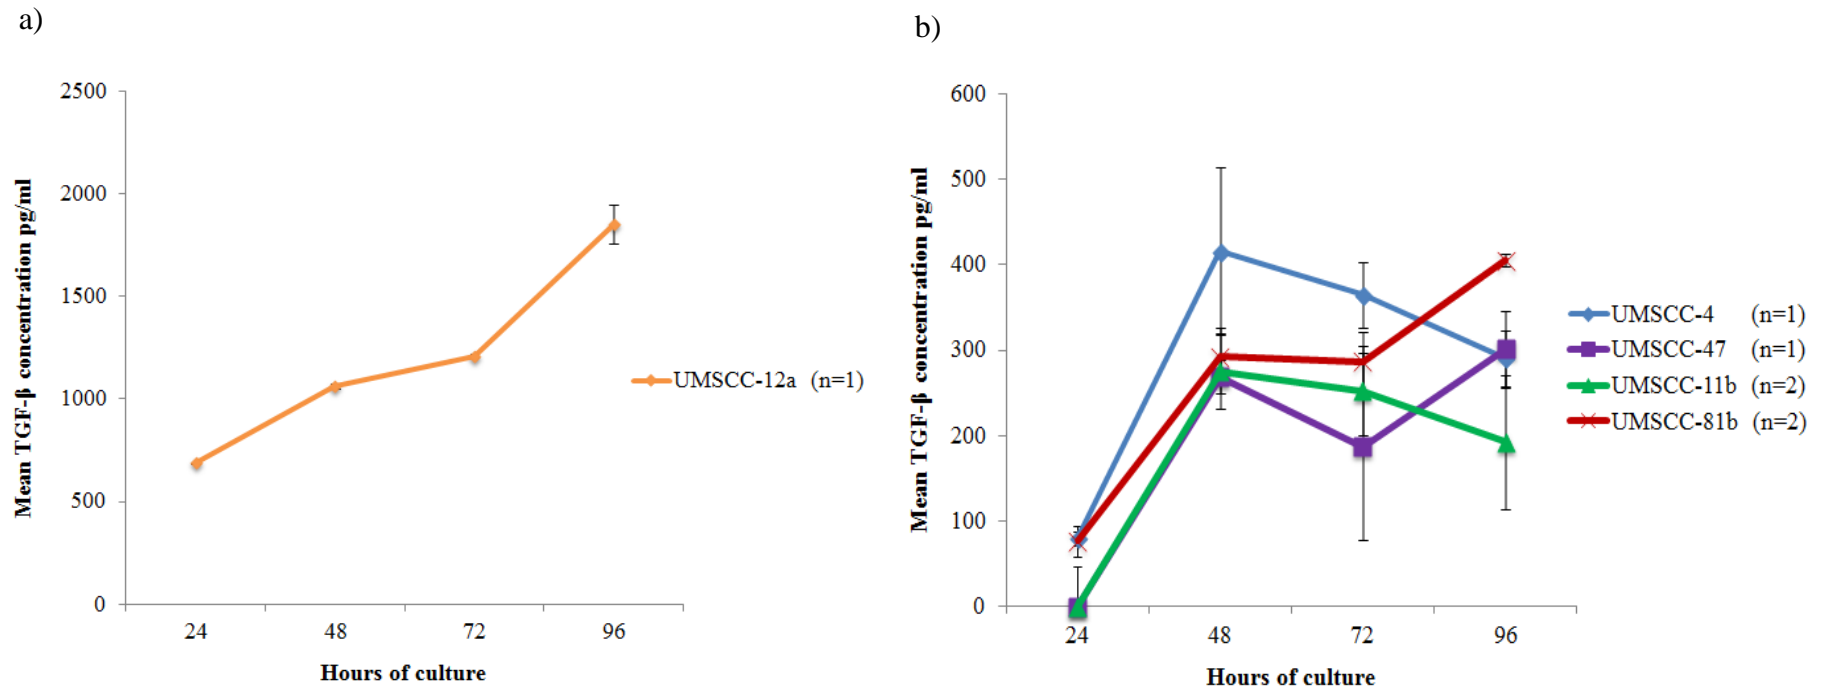 a)
2500
2000
1500
1000
500
0
24 48 72 96
Mean TGF-β concentration pg/ml
Hours of culture
UMSCC-12a (n=1)
b)
600
500
400
300
200
100
0
24 48 72 96
Mean TGF-β concentration pg/ml
Hours of culture
UMSCC-4 (n=1)
UMSCC-47 (n=1)
UMSCC-11b (n=2)
UMSCC-81b (n=2)